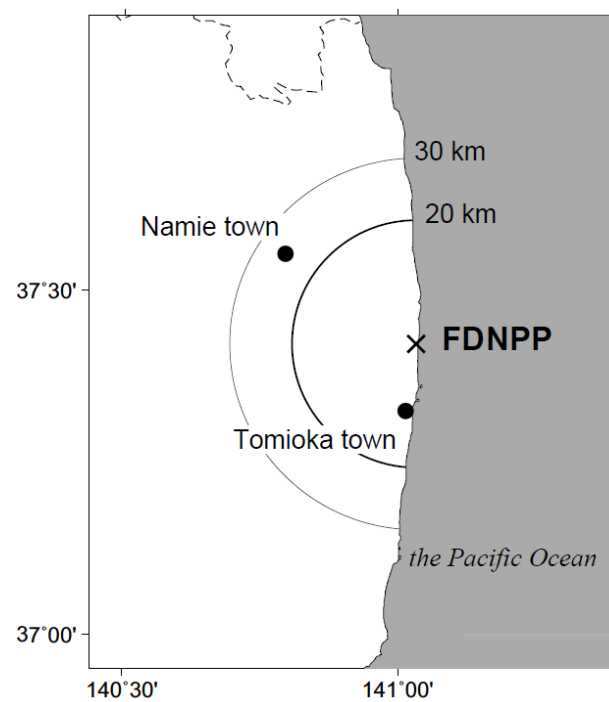 30 km
20 km
Namie town
37˚30'
FDNPP
Tomioka town
the Pacific Ocean
37˚00'
140˚30'
141˚00'